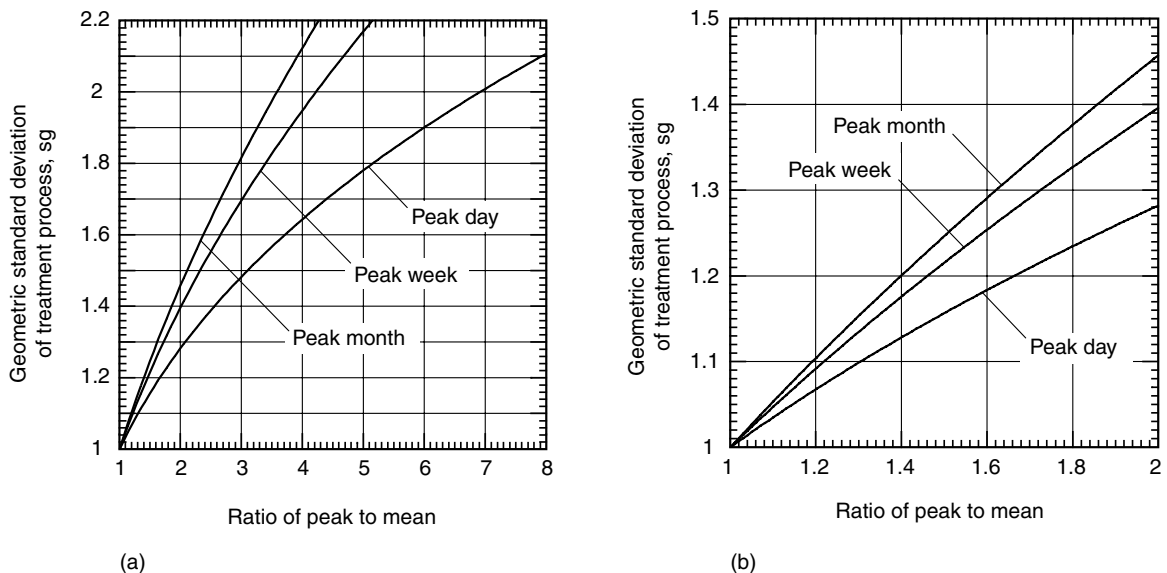 Geometric standard deviation
of treatment process, sg
2.2
2
1.8
1.6
1.4
1.2
1
1 2 3 4 5 6 7 8
Peak day
Peak week
Peak month
Ratio of peak to mean
(a)
Geometric standard deviation
of treatment process, sg
1.5
1.4
1.3
1.2
1.1
1
1 1.2 1.4 1.6 1.8 2
Peak month
Peak week
Peak day
Ratio of peak to mean
(b)